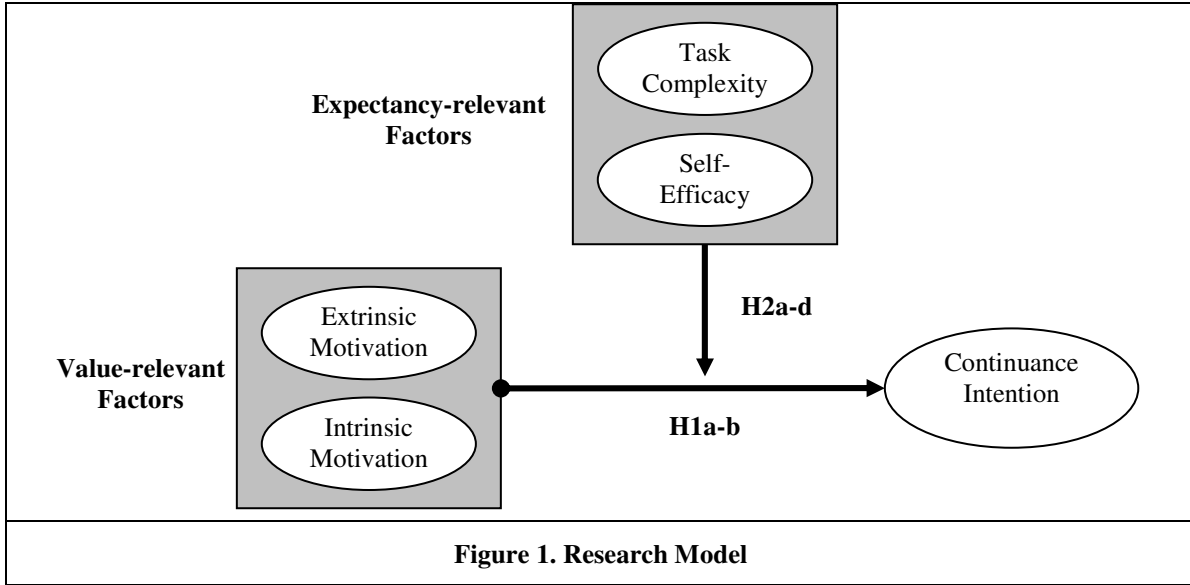 Task
Complexity
Expectancy-relevant
Factors
Self-
Efficacy
H2a-d
Extrinsic
Motivation
Value-relevant
Factors
Continuance
Intention
H1a-b
Intrinsic
Motivation
Figure 1. Research Model